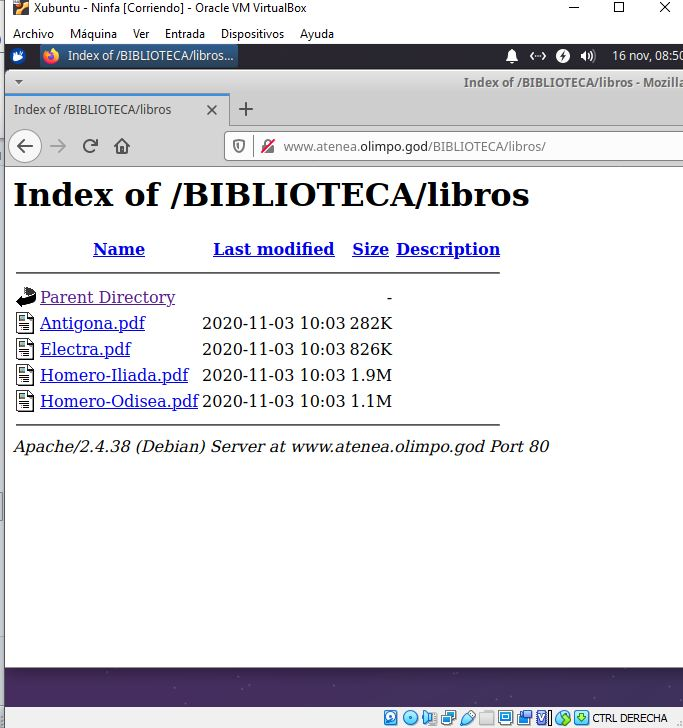 Xubuntu - Ninfa [Corriendo] - Oracle VM VirtualBox
Archivo Máquina Ver Entrada Dispositivos Ayuda
Index of /BIBLIOTECA/libros... 16 nov, 08:50
Index of /BIBLIOTECA/libros - Mozilla
Index of /BIBLIOTECA/libros
www.atenea.olimpo.god/BIBLIOTECA/libros/
Index of /BIBLIOTECA/libros
Name Last modified Size Description
Parent Directory -
Antigona.pdf 2020-11-03 10:03 282K
Electra.pdf 2020-11-03 10:03 826K
Homero-Iliada.pdf 2020-11-03 10:03 1.9M
Homero-Odisea.pdf 2020-11-03 10:03 1.1M
Apache/2.4.38 (Debian) Server at www.atenea.olimpo.god Port 80
CTRL DERECHA